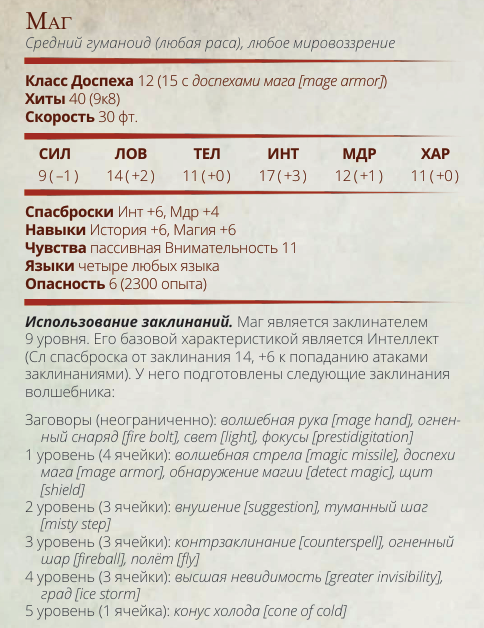 Маг
Средний гуманоид (любая раса), любое мировоззрение
Класс Доспеха 12 (15 с доспехами мага [mage armor])
Хиты 40 (9к8)
Скорость 30 фт.
СИЛ ЛОВ ТЕЛ ИНТ МДР ХАР
9 ( –1 ) 14 ( +2 ) 11 ( +0 ) 17 ( +3 ) 12 ( +1 ) 11 ( +0 )
Спасброски Инт +6, Мдр +4
Навыки История +6, Магия +6
Чувства пассивная Внимательность 11
Языки четыре любых языка
Опасность 6 (2300 опыта)
Использование заклинаний. Маг является заклинателем
9 уровня. Его базовой характеристикой является Интеллект
(Сл спасброска от заклинания 14, +6 к попаданию атаками
заклинаниями). У него подготовлены следующие заклинания
волшебника:
Заговоры (неограниченно): волшебная рука [mage hand], огнен-
ный снаряд [fire bolt], свет [light], фокусы [prestidigitation]
1 уровень (4 ячейки): волшебная стрела [magic missile], доспехи
мага [mage armor], обнаружение магии [detect magic], щит
[shield]
2 уровень (3 ячейки): внушение [suggestion], туманный шаг
[misty step]
3 уровень (3 ячейки): контрзаклинание [counterspell], огненный
шар [fireball], полёт [fly]
4 уровень (3 ячейки): высшая невидимость [greater invisibility],
град [ice storm]
5 уровень (1 ячейка): конус холода [cone of cold]